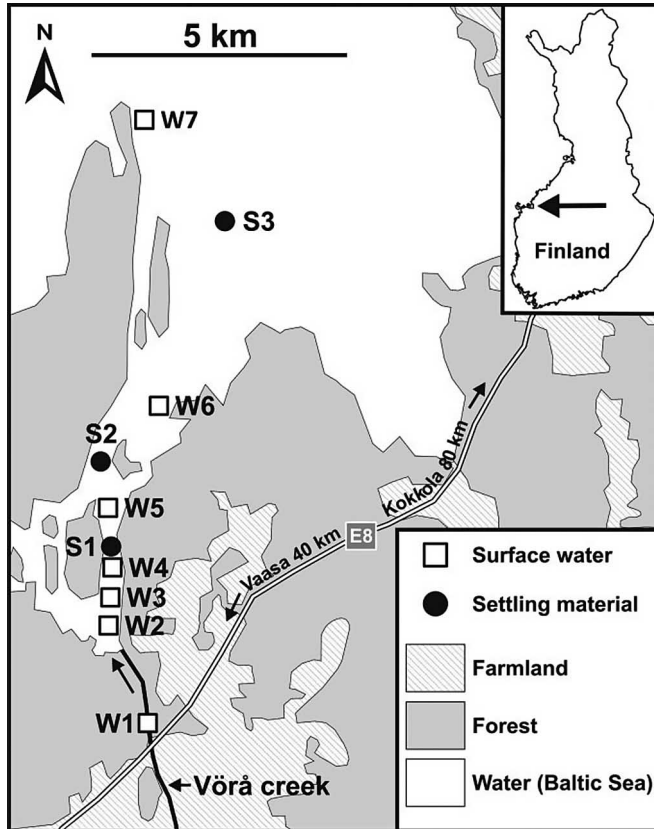 N
5 km
W7
S3
Finland
W6
S2
W5
S1
W4
W3
W2
W1
Kokkola 80 km
E8
Vaasa 40 km
Vörå creek
Surface water
Settling material
Farmland
Forest
Water (Baltic Sea)